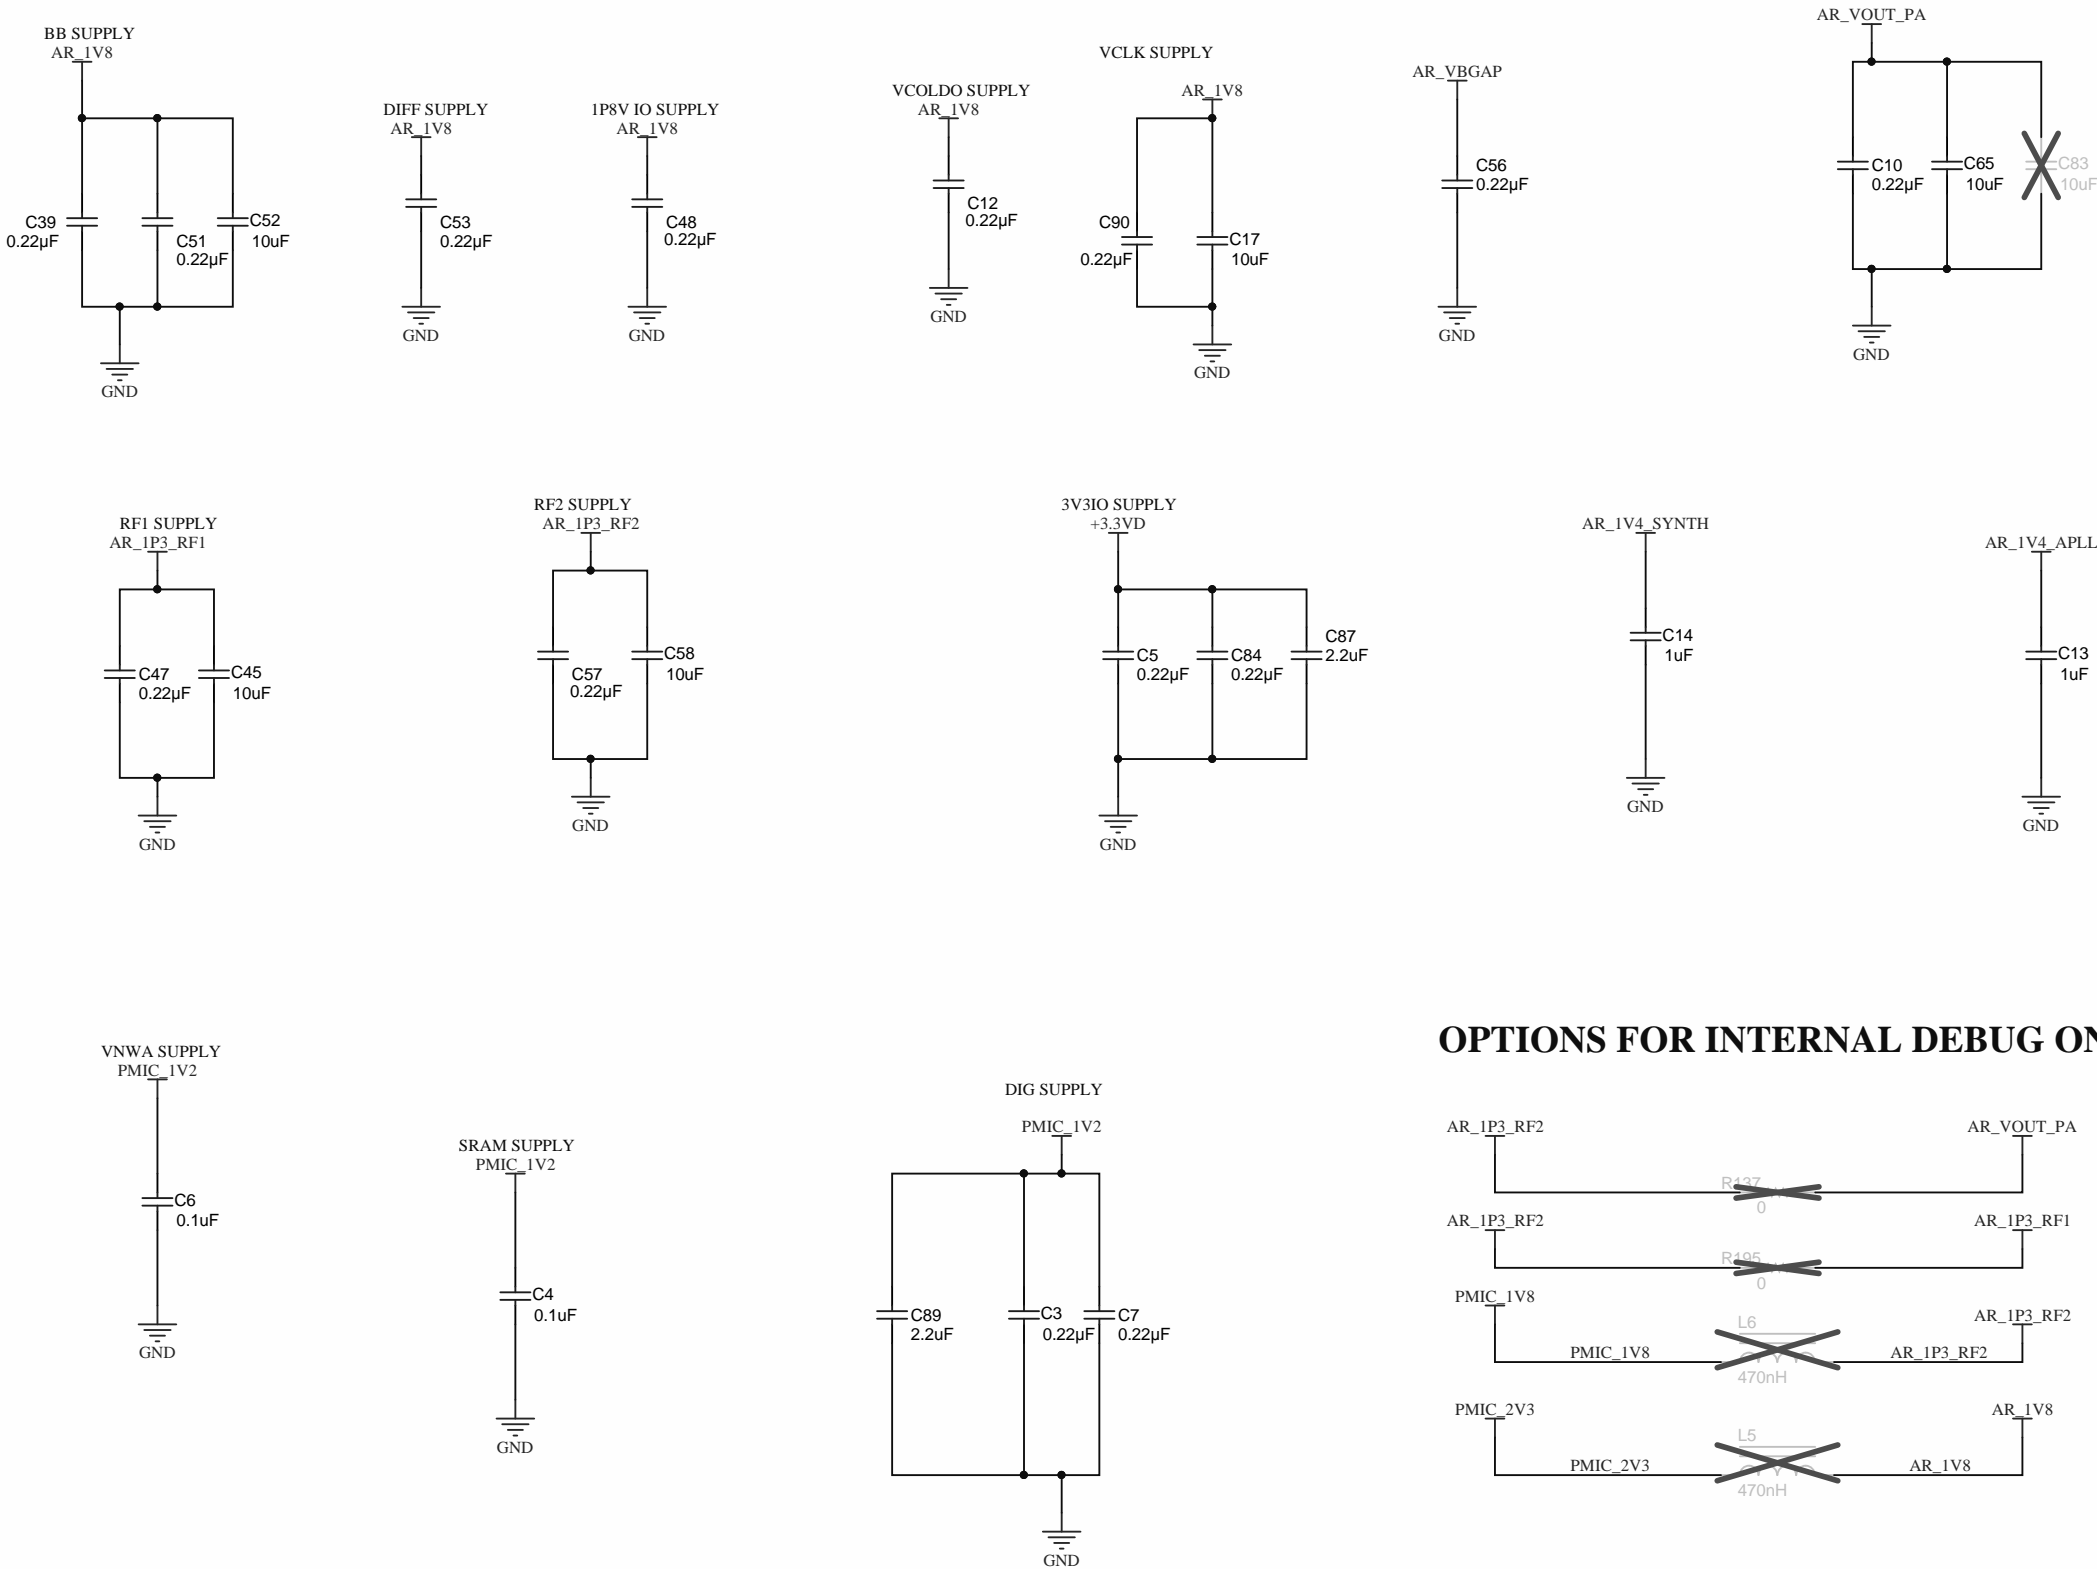 BB SUPPLY
AR_1V8
C39
0.22µF
C51
0.22µF
C52
10uF
GND
DIFF SUPPLY
AR_1V8
C53
0.22µF
GND
1P8V IO SUPPLY
AR_1V8
C48
0.22µF
GND
VCOLDO SUPPLY
AR_1V8
C12
0.22µF
GND
VCLK SUPPLY
AR_1V8
C90
0.22µF
C17
10uF
GND
AR_VBGAP
C56
0.22µF
GND
AR_VOUT_PA
C10
0.22µF
C65
10uF
C83
10uF
GND
RF1 SUPPLY
AR_1P3_RF1
C47
0.22µF
C45
10uF
GND
RF2 SUPPLY
AR_1P3_RF2
C57
0.22µF
C58
10uF
GND
3V3IO SUPPLY
+3.3VD
C5
0.22µF
C84
0.22µF
C87
2.2uF
GND
AR_1V4_SYNTH
C14
1uF
GND
AR_1V4_APLL
C13
1uF
GND
VNWA SUPPLY
PMIC_1V2
C6
0.1uF
GND
SRAM SUPPLY
PMIC_1V2
C4
0.1uF
GND
DIG SUPPLY
PMIC_1V2
C89
2.2uF
C3
0.22µF
C7
0.22µF
GND
OPTIONS FOR INTERNAL DEBUG ON
AR_1P3_RF2
AR_VOUT_PA
R137
0
AR_1P3_RF2
AR_1P3_RF1
R195
0
PMIC_1V8
AR_1P3_RF2
L6
PMIC_1V8
AR_1P3_RF2
470nH
PMIC_2V3
AR_1V8
L5
PMIC_2V3
AR_1V8
470nH